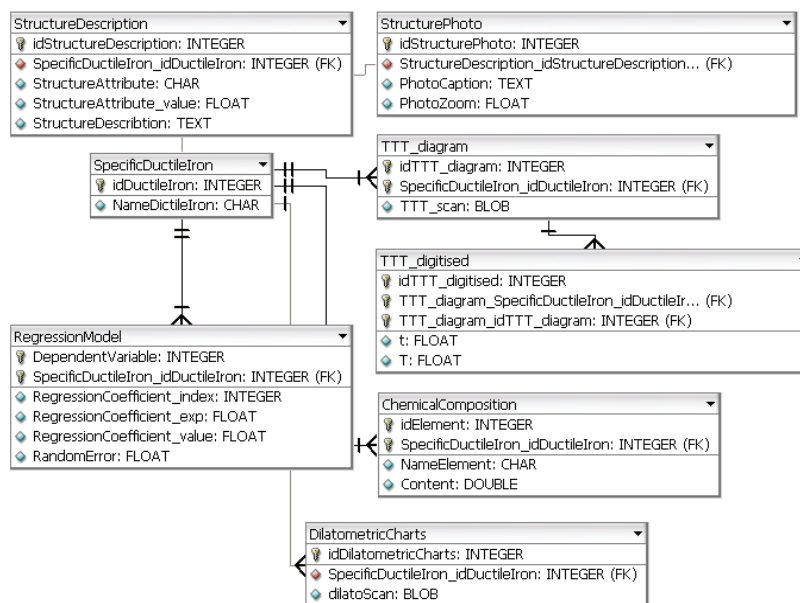 StructureDescription
idStructureDescription: INTEGER
SpecificDuctileIron_idDuctileIron: INTEGER (FK)
StructureAttribute: CHAR
StructureAttribute_value: FLOAT
StructureDescribtion: TEXT
StructurePhoto
idStructurePhoto: INTEGER
StructureDescription_idStructureDescription... (FK)
PhotoCaption: TEXT
PhotoZoom: FLOAT
SpecificDuctileIron
idDuctileIron: INTEGER
NameDictileIron: CHAR
TTT_diagram
idTTT_diagram: INTEGER
SpecificDuctileIron_idDuctileIron: INTEGER (FK)
TTT_scan: BLOB
TTT_digitised
idTTT_digitised: INTEGER
TTT_diagram_SpecificDuctileIron_idDuctileIr... (FK)
TTT_diagram_idTTT_diagram: INTEGER (FK)
t: FLOAT
T: FLOAT
RegressionModel
DependentVariable: INTEGER
SpecificDuctileIron_idDuctileIron: INTEGER (FK)
RegressionCoefficient_index: INTEGER
RegressionCoefficient_exp: FLOAT
RegressionCoefficient_value: FLOAT
RandomError: FLOAT
ChemicalComposition
idElement: INTEGER
SpecificDuctileIron_idDuctileIron: INTEGER (FK)
NameElement: CHAR
Content: DOUBLE
DilatometricCharts
idDilatometricCharts: INTEGER
SpecificDuctileIron_idDuctileIron: INTEGER (FK)
dilatoScan: BLOB